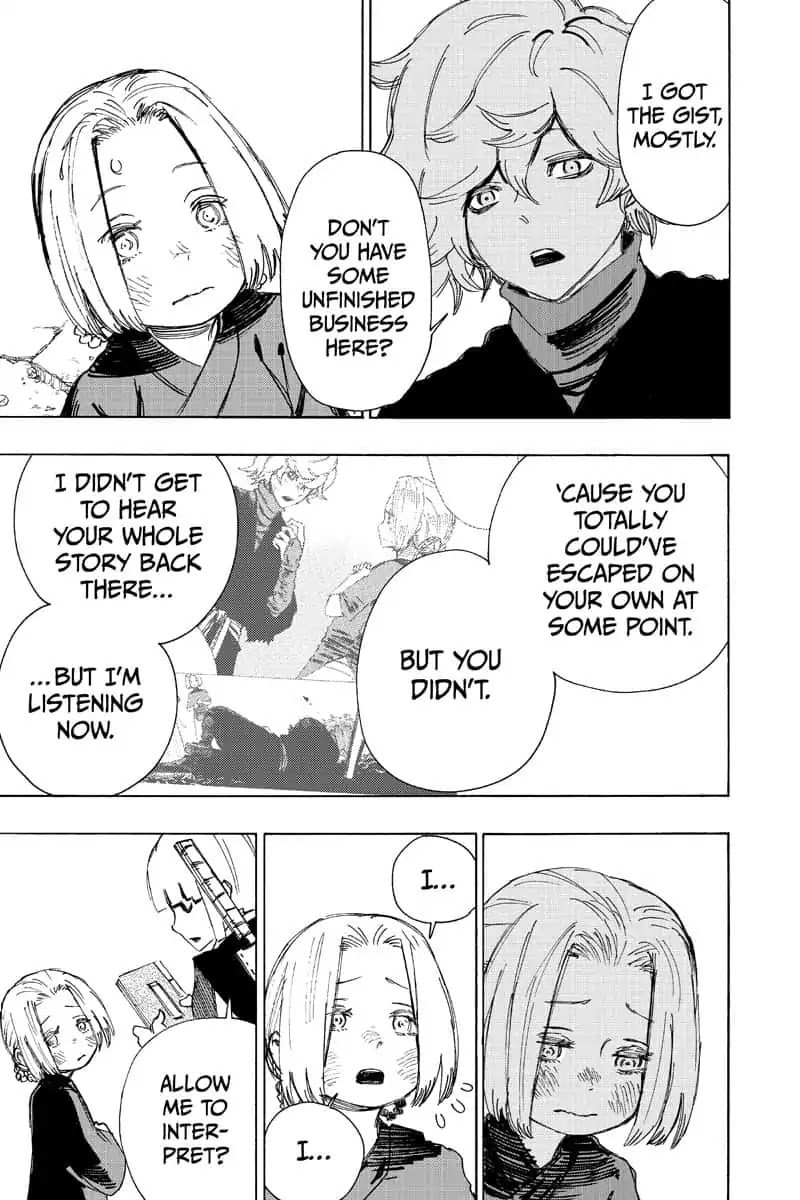 I GOT
THE GIST,
MOSTLY.
DON'T
YOU HAVE
SOME
UNFINISHED
BUSINESS
HERE?
'CAUSE YOU
TOTALLY
COULD'VE
ESCAPED ON
YOUR OWN AT
SOME POINT.
BUT YOU
DIDN'T.
I DIDN'T GET
TO HEAR
YOUR WHOLE
STORY BACK
THERE...
...BUT I'M
LISTENING
NOW.
I...
I...
ALLOW
ME TO
INTER-
PRET?